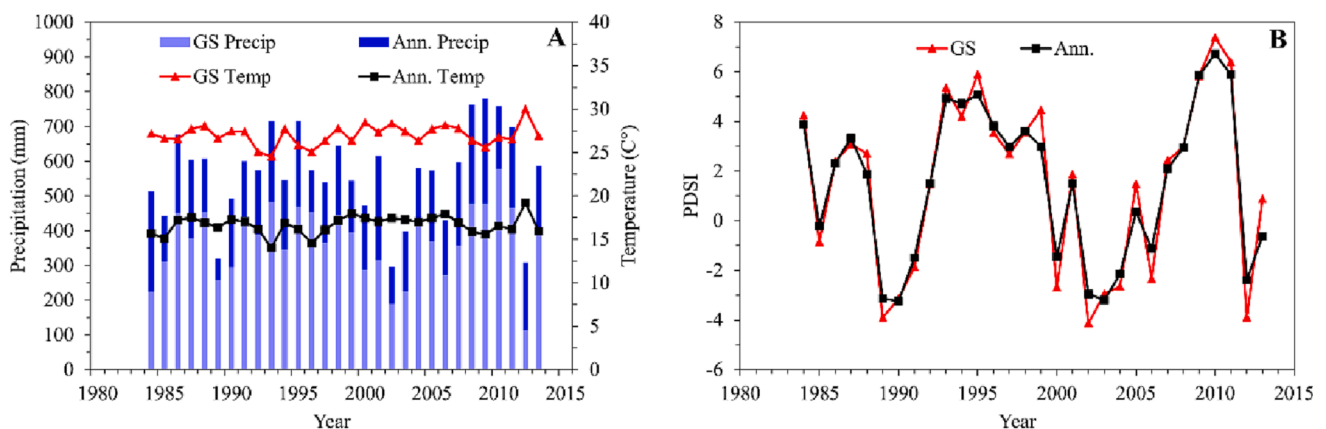 1000
900
800
700
600
500
400
300
200
100
0
Precipitation (mm)
GS Precip
Ann. Precip
GS Temp
Ann. Temp
A
40
35
30
25
20
15
10
5
0
Temperature (C°)
1980 1985 1990 1995 2000 2005 2010 2015
Year
8
6
4
2
0
-2
-4
-6
PDSI
GS
Ann.
B
1980 1985 1990 1995 2000 2005 2010 2015
Year